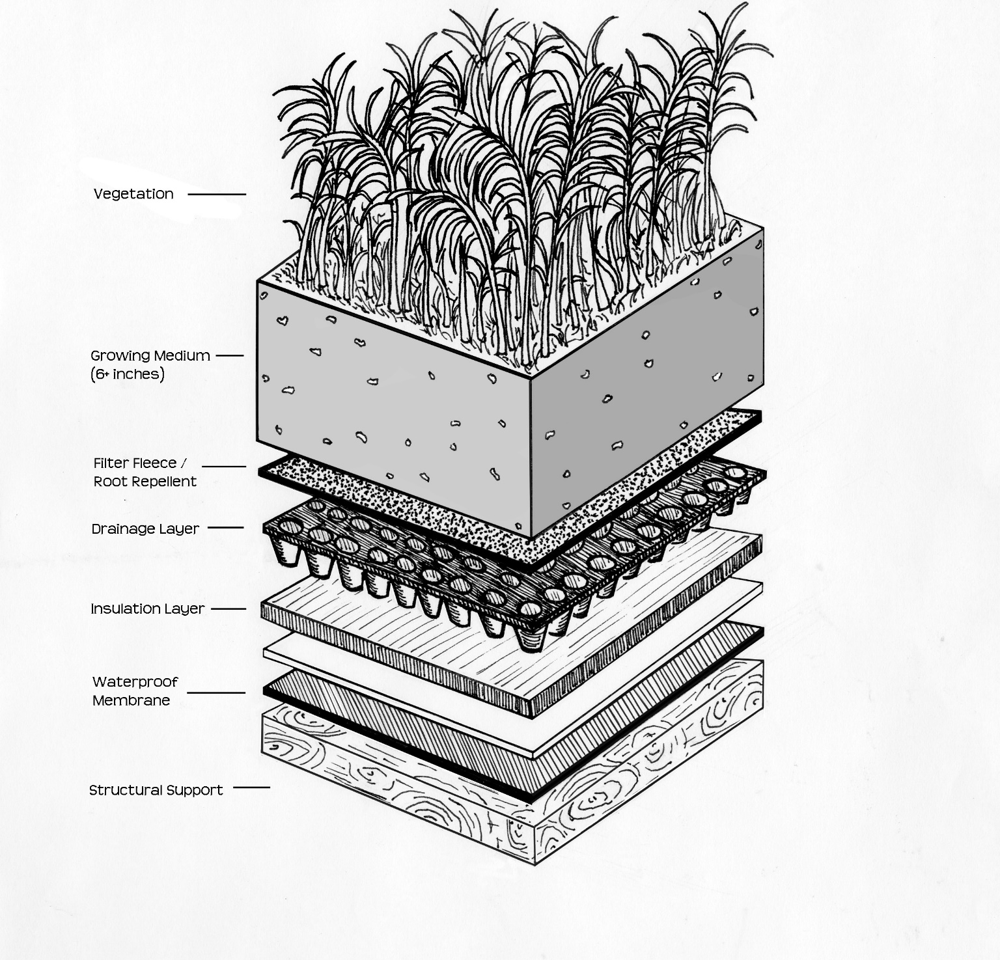 Vegetation
Growing Medium
(6+ inches)
Filter Fleece /
Root Repellent
Drainage Layer
Insulation Layer
Waterproof
Membrane
Structural Support